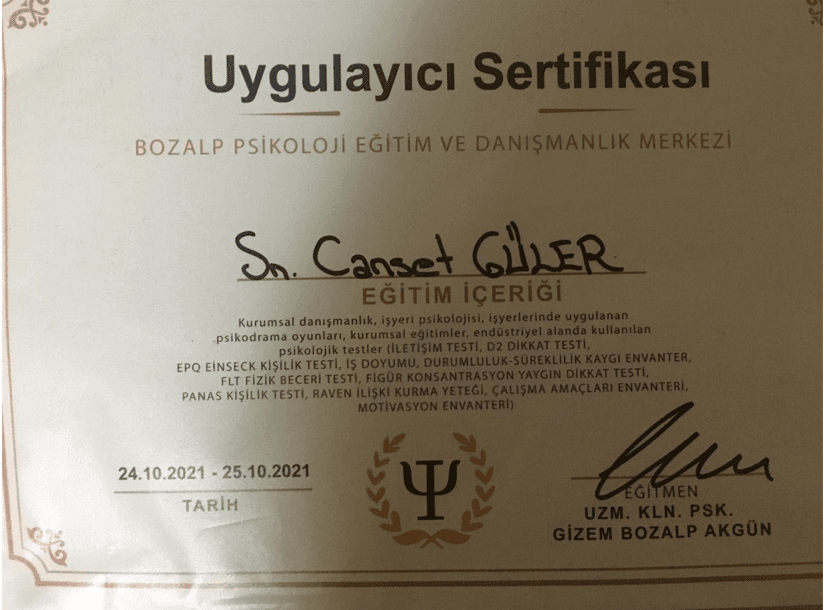 Uygulayıcı Sertifikası
BOZALP PSİKOLOJİ EĞİTİM VE DANIŞMANLIK MERKEZİ
Sn. Canset GÜLER
EĞİTİM İÇERİĞİ
Kurumsal danışmanlık, işyeri psikolojisi, işyerlerinde uygulanan
psikodrama oyunları, kurumsal eğitimler, endüstriyel alanda kullanılan
psikolojik testler (İLETİŞİM TESTİ, D2 DİKKAT TESTİ,
EPQ EİNSECK KİŞİLİK TESTİ, İŞ DOYUMU, DURUMLULUK-SÜREKLİLİK KAYGI ENVANTER,
FLT FİZİK BECERİ TESTİ, FİGÜR KONSANTRASYON YAYGIN DİKKAT TESTİ,
PANAS KİŞİLİK TESTİ, RAVEN İLİŞKİ KURMA YETEĞİ, ÇALIŞMA AMAÇLARI ENVANTERİ,
MOTİVASYON ENVANTERİ)
24.10.2021 - 25.10.2021
TARİH
Ψ
EĞİTMEN
UZM. KLN. PSK.
GİZEM BOZALP AKGÜN